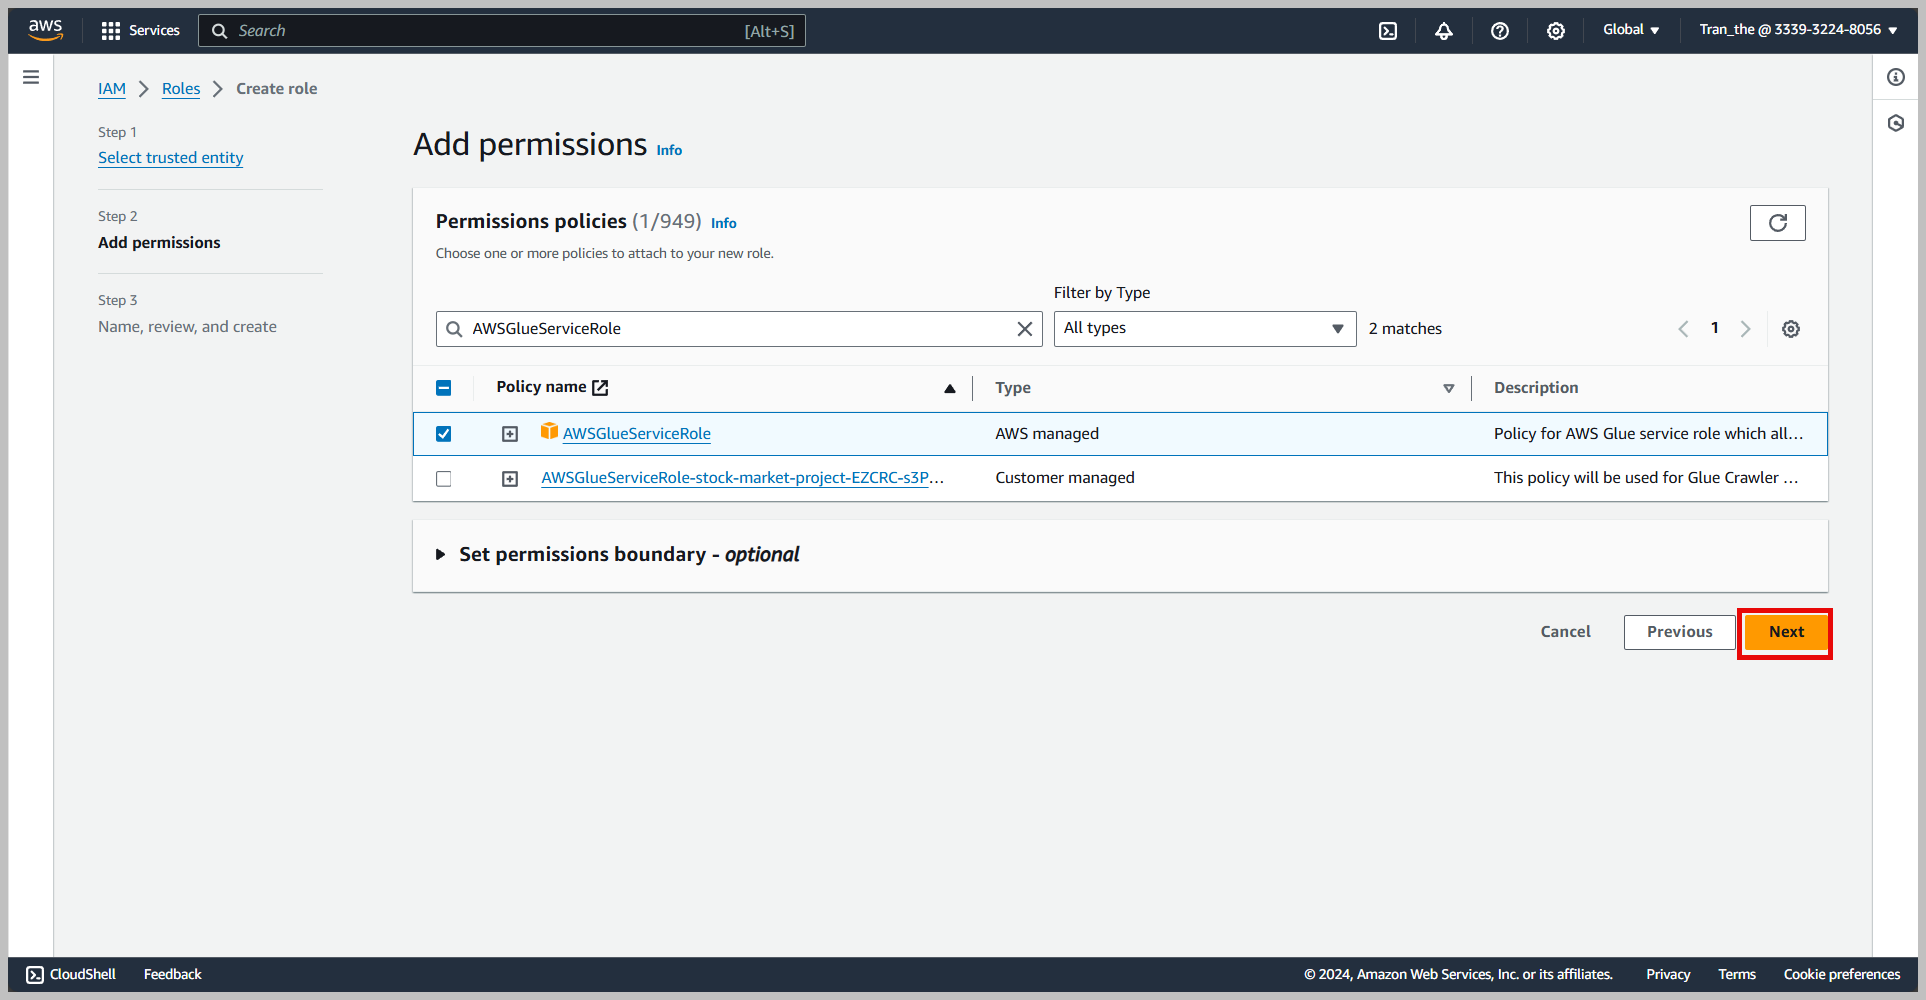 aws
Services
Search [Alt+S]
Global
Tran_the @ 3339-3224-8056
IAM > Roles > Create role
Step 1
Select trusted entity
Step 2
Add permissions
Step 3
Name, review, and create
Add permissions Info
Permissions policies (1/949) Info
Choose one or more policies to attach to your new role.
Filter by Type
AWSGlueServiceRole
All types
2 matches
1
Policy name
Type
Description
AWSGlueServiceRole
AWS managed
Policy for AWS Glue service role which all...
AWSGlueServiceRole-stock-market-project-EZCRC-s3P...
Customer managed
This policy will be used for Glue Crawler ...
Set permissions boundary - optional
Cancel
Previous
Next
CloudShell
Feedback
© 2024, Amazon Web Services, Inc. or its affiliates.
Privacy
Terms
Cookie preferences